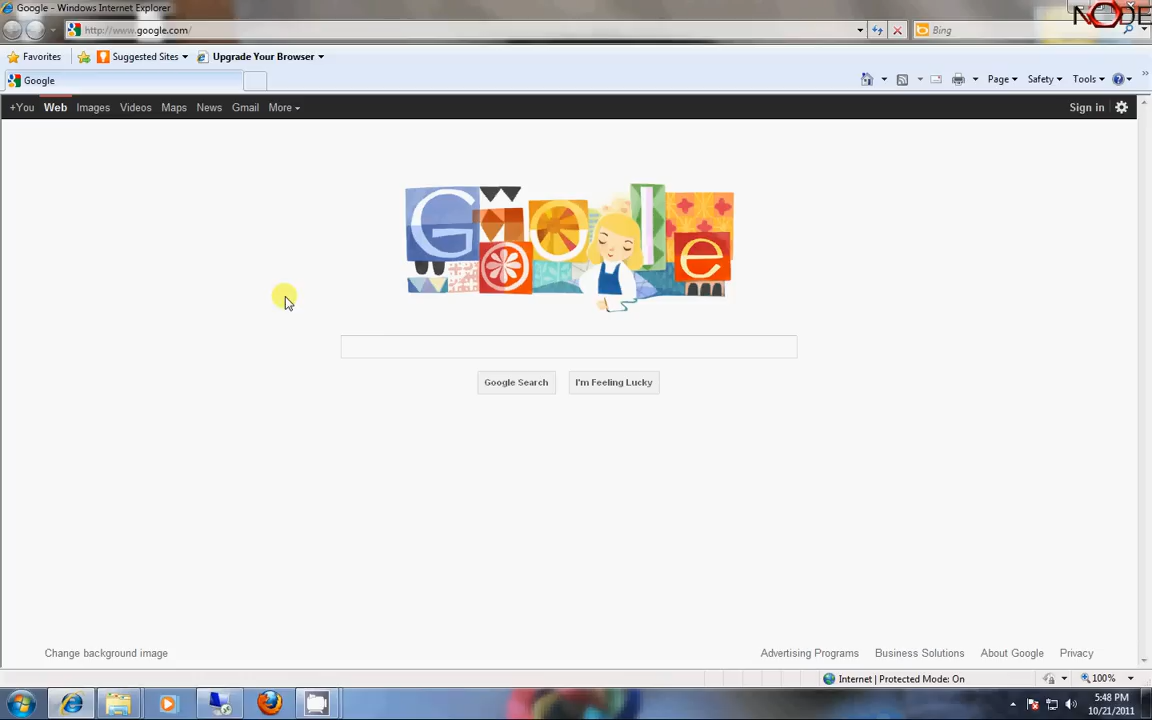 Google - Windows Internet Explorer
NODE
http://www.google.com/
Bing
Favorites
Suggested Sites
Upgrade Your Browser
Google
Page
Safety
Tools
+You Web Images Videos Maps News Gmail More
Sign in
Google
Google Search
I'm Feeling Lucky
Change background image
Advertising Programs
Business Solutions
About Google
Privacy
Internet | Protected Mode: On
100%
5:48 PM
10/21/2011